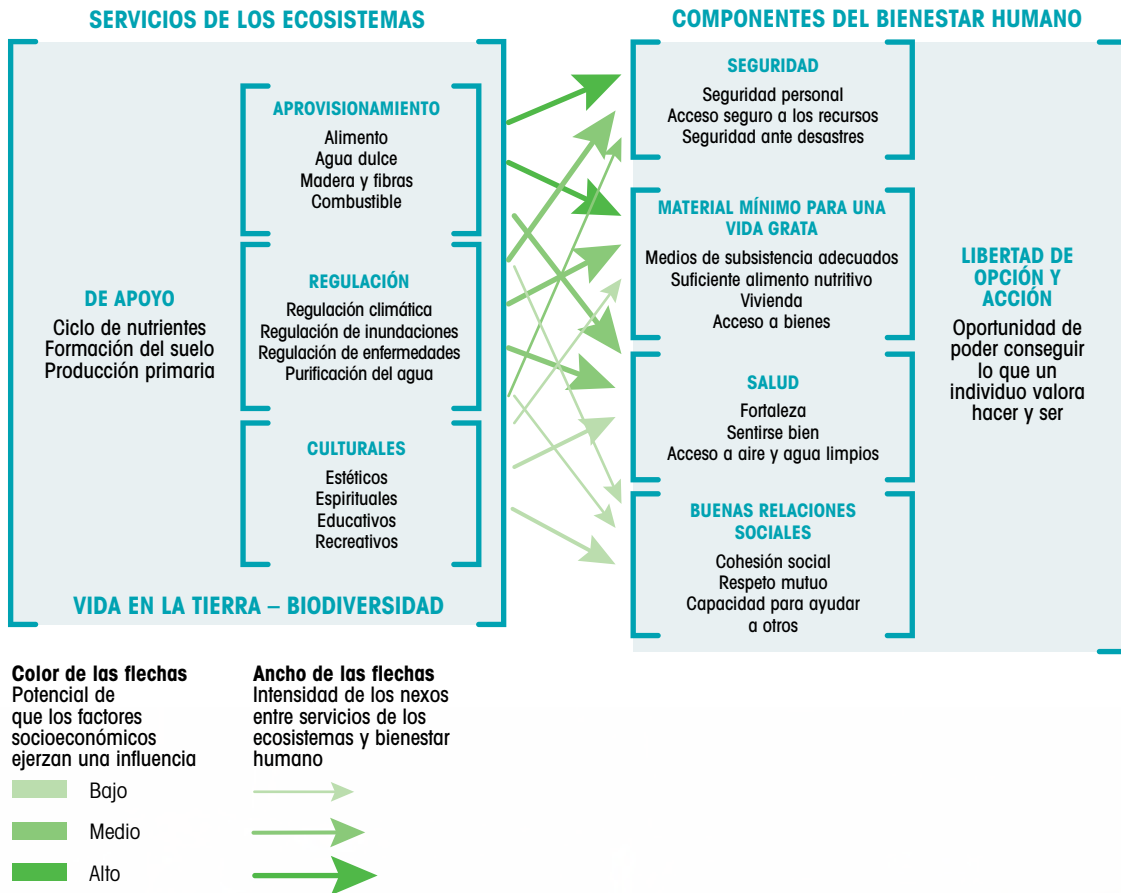 SERVICIOS DE LOS ECOSISTEMAS
DE APOYO
Ciclo de nutrientes
Formación del suelo
Producción primaria
APROVISIONAMIENTO
Alimento
Agua dulce
Madera y fibras
Combustible
REGULACIÓN
Regulación climática
Regulación de inundaciones
Regulación de enfermedades
Purificación del agua
CULTURALES
Estéticos
Espirituales
Educativos
Recreativos
VIDA EN LA TIERRA – BIODIVERSIDAD
COMPONENTES DEL BIENESTAR HUMANO
SEGURIDAD
Seguridad personal
Acceso seguro a los recursos
Seguridad ante desastres
MATERIAL MÍNIMO PARA UNA
VIDA GRATA
Medios de subsistencia adecuados
Suficiente alimento nutritivo
Vivienda
Acceso a bienes
SALUD
Fortaleza
Sentirse bien
Acceso a aire y agua limpios
BUENAS RELACIONES
SOCIALES
Cohesión social
Respeto mutuo
Capacidad para ayudar
a otros
LIBERTAD DE
OPCIÓN Y
ACCIÓN
Oportunidad de
poder conseguir
lo que un
individuo valora
hacer y ser
Color de las flechas
Potencial de
que los factores
socioeconómicos
ejerzan una influencia
Bajo
Medio
Alto
Ancho de las flechas
Intensidad de los nexos
entre servicios de los
ecosistemas y bienestar
humano